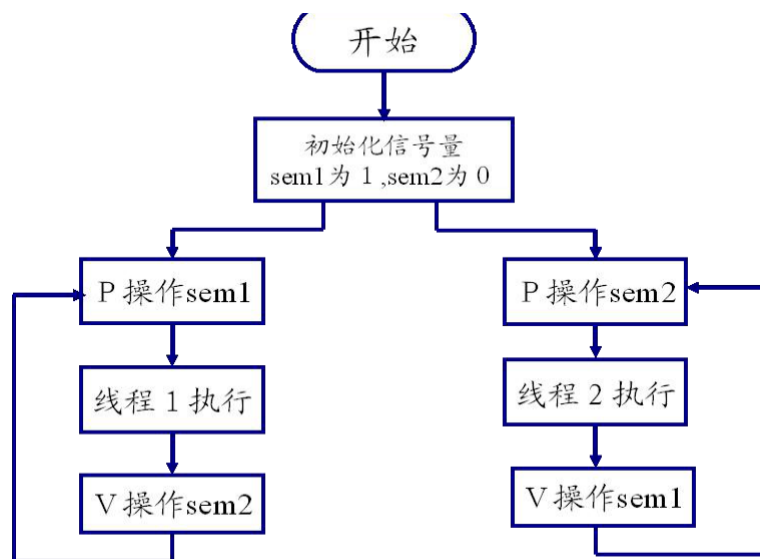 开始
初始化信号量
sem1为 1 ,sem2为 0
P 操作sem1
P 操作sem2
线程 1 执行
线程 2 执行
V 操作sem2
V 操作sem1